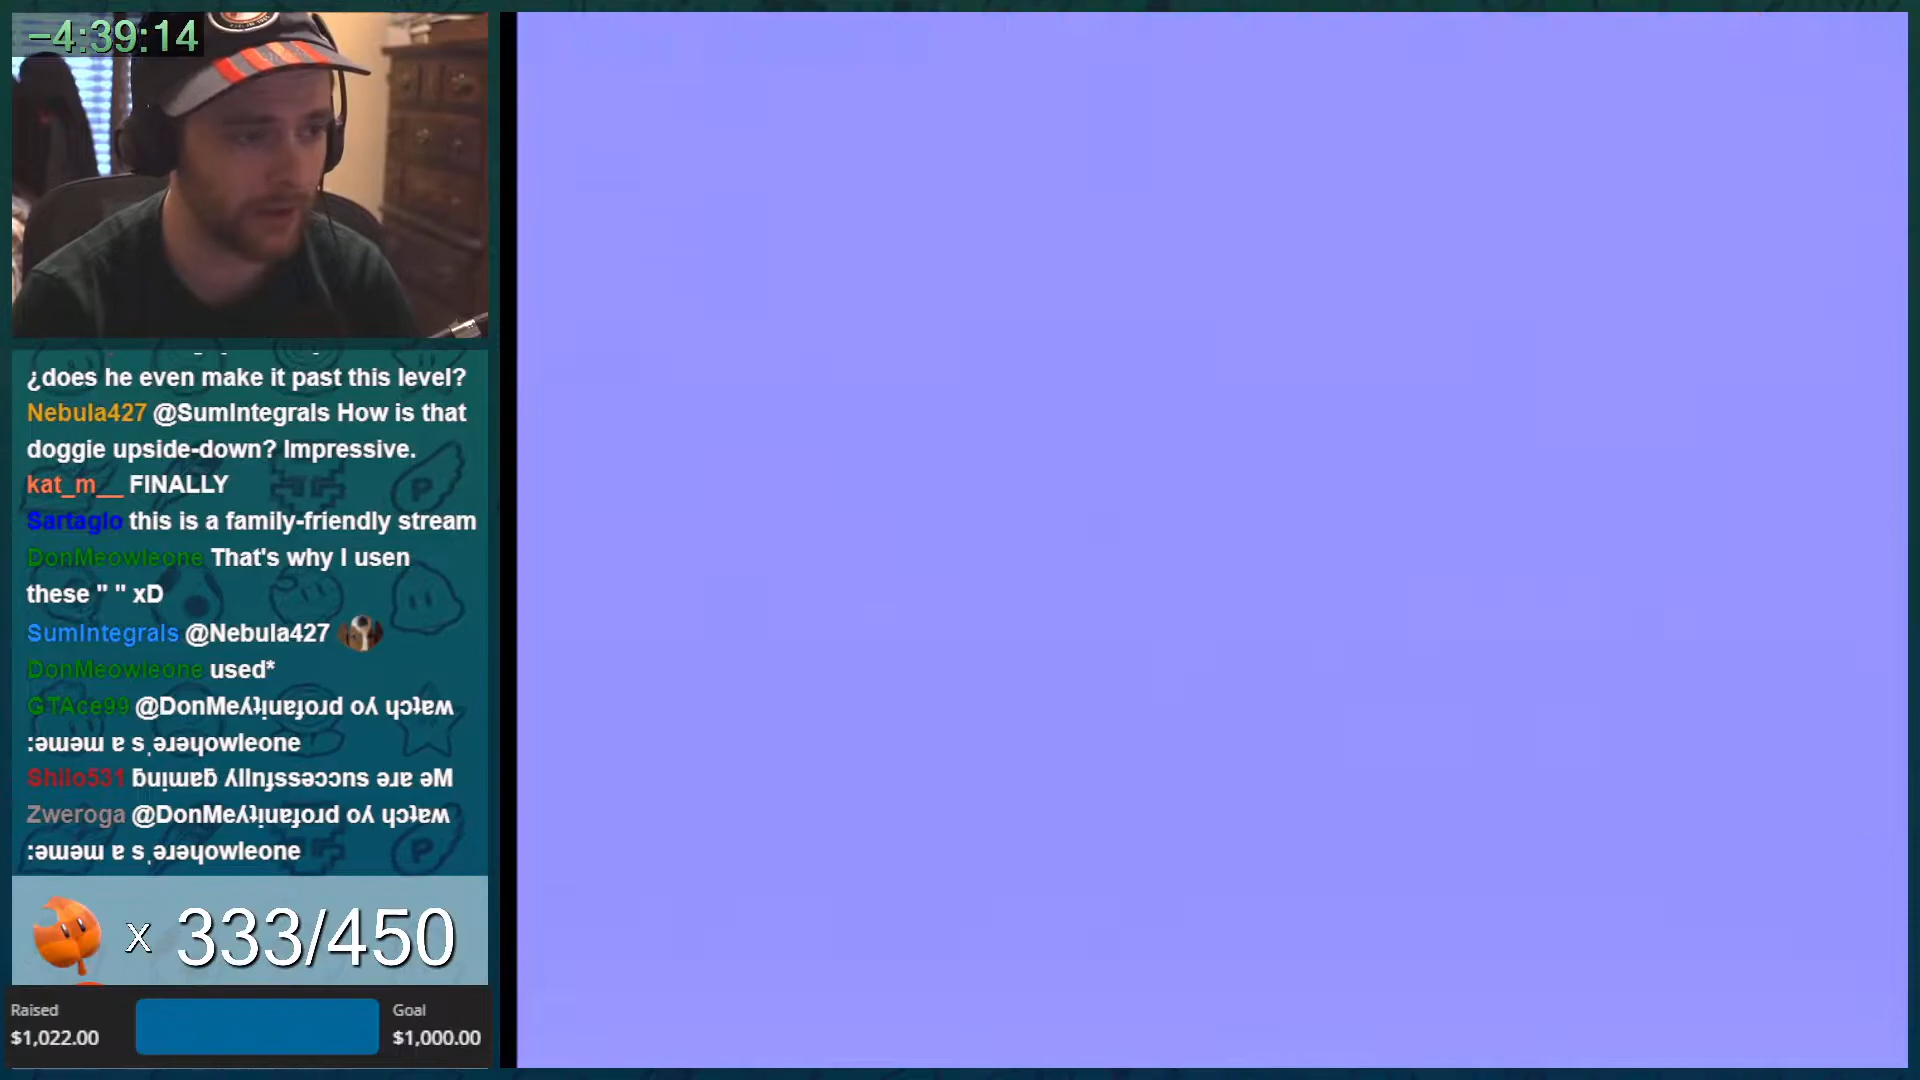 -4:39:14
¿does he even make it past this level?
Nebula427 @SumIntegrals How is that
doggie upside-down? Impressive.
kat_m__ FINALLY
Sartaglo this is a family-friendly stream
DonMeowleone That's why I usen
these " " xD
SumIntegrals @Nebula427
DonMeowleone used*
GTAce99 @DonMeʎʇᴉuɐɟoɹd oʎ ɥɔʇɐʍ
:ǝɯǝɯ ɐ sˌǝɹǝɥowleone
Shilo531 ƃuᴉɯɐƃ ʎllnɟssǝɔɔns ǝɹɐ ǝM
Zweroga @DonMeʎʇᴉuɐɟoɹd oʎ ɥɔʇɐʍ
:ǝɯǝɯ ɐ sˌǝɹǝɥowleone
x 333/450
Raised
$1,022.00
Goal
$1,000.00